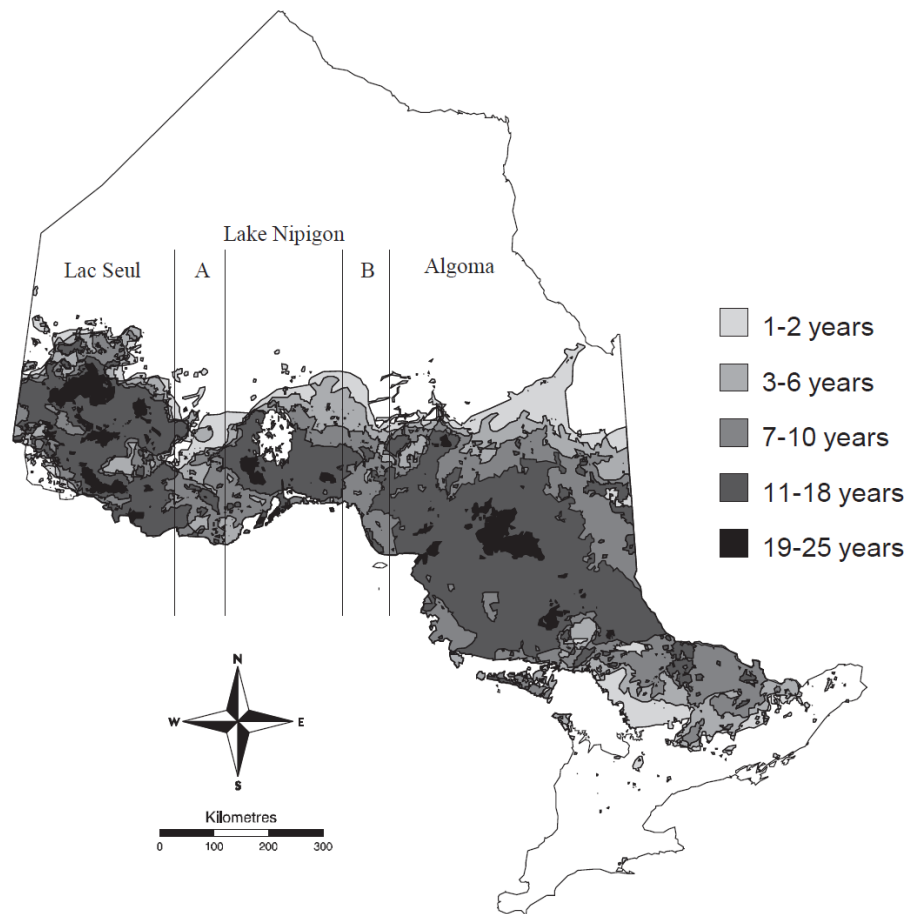 Lake Nipigon
Lac Seul
A
B
Algoma
1-2 years
3-6 years
7-10 years
11-18 years
19-25 years
N
W
E
S
Kilometres
0 100 200 300